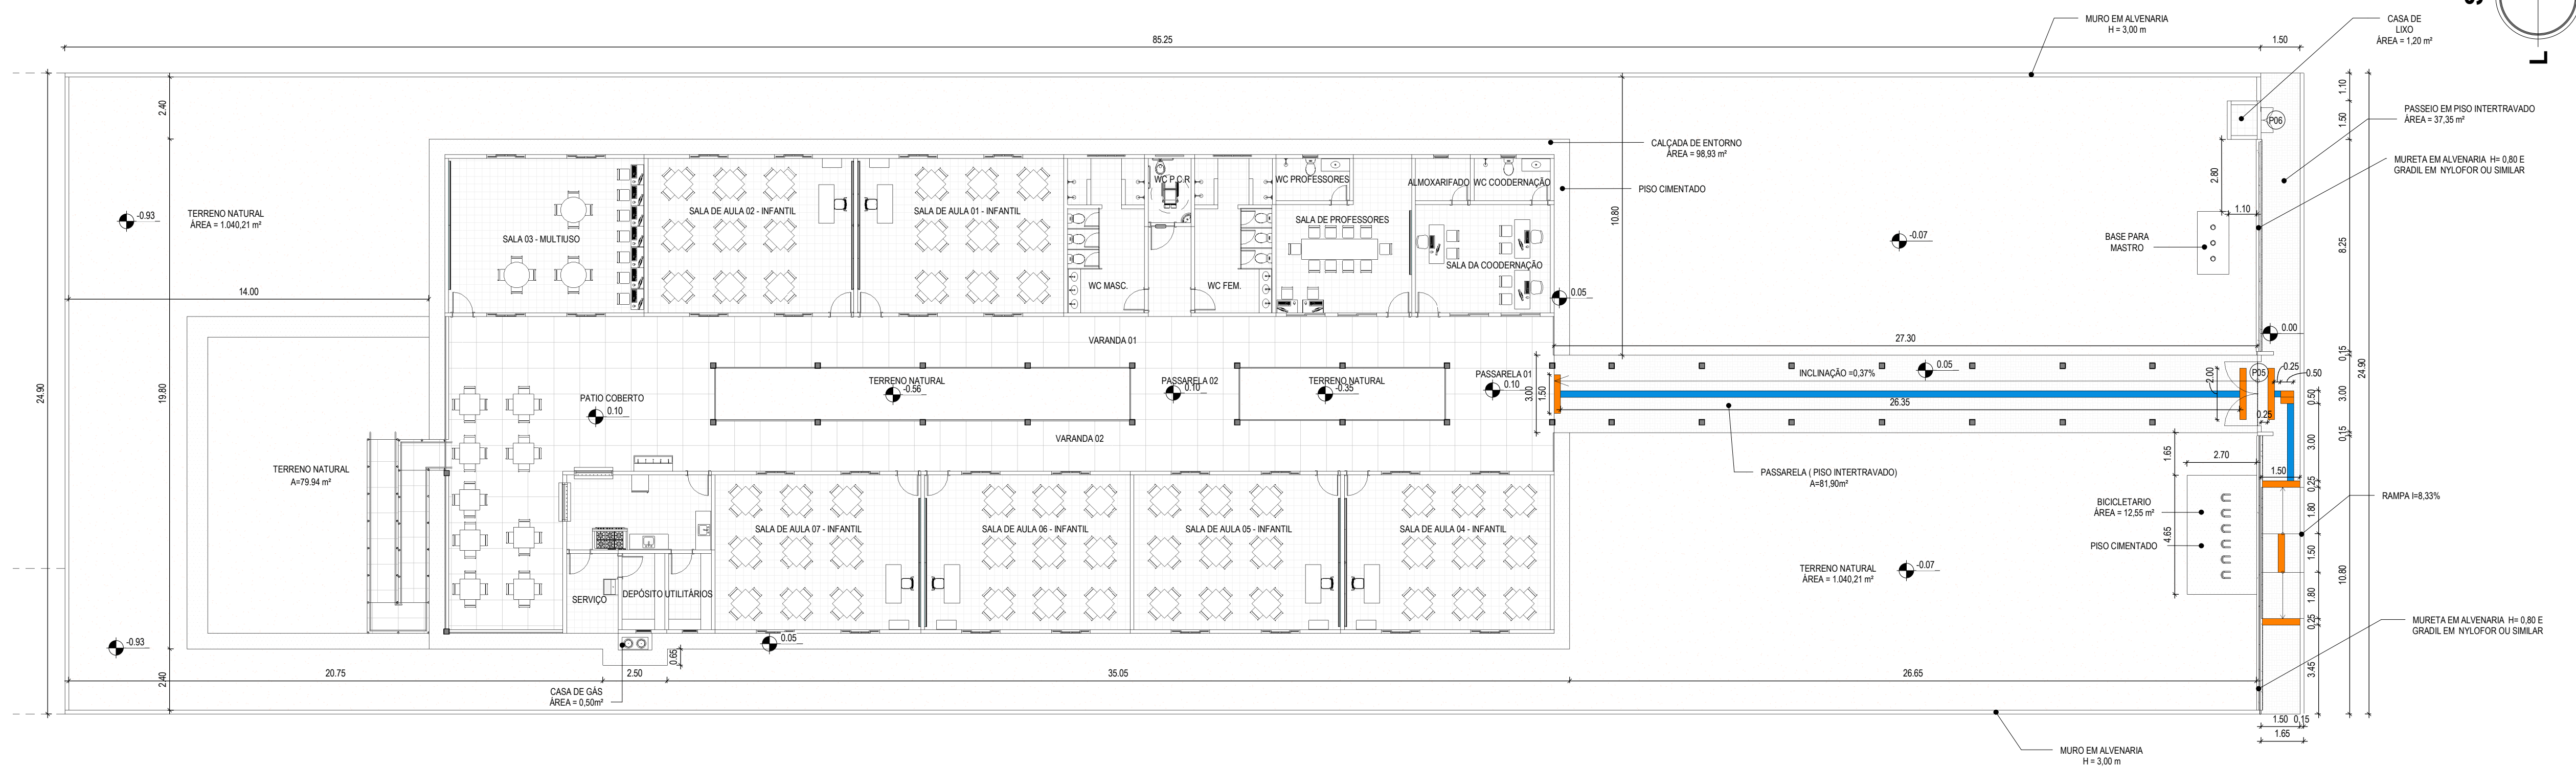 S
L
MURO EM ALVENARIA
H = 3,00 m
CASA DE
LIXO
ÁREA = 1,20 m²
85.25
1.50
PASSEIO EM PISO INTERTRAVADO
ÁREA = 37,35 m²
MURETA EM ALVENARIA H= 0,80 E
GRADIL EM NYLOFOR OU SIMILAR
P06
1.10
1.50
8.25
2.80
1.10
BASE PARA
MASTRO
24.90
2.40
19.80
2.40
-0.93
TERRENO NATURAL
ÁREA = 1.040,21 m²
14.00
CALÇADA DE ENTORNO
ÁREA = 98,93 m²
PISO CIMENTADO
10.80
-0.07
0.05
SALA 03 - MULTIUSO
SALA DE AULA 02 - INFANTIL
SALA DE AULA 01 - INFANTIL
WC MASC.
WC P.C.R
WC FEM.
WC PROFESSORES
SALA DE PROFESSORES
ALMOXARIFADO
WC COODERNAÇÃO
SALA DA COODERNAÇÃO
VARANDA 01
TERRENO NATURAL
-0.56
PASSARELA 02
0.10
TERRENO NATURAL
-0.35
PASSARELA 01
0.10
PATIO COBERTO
0.10
VARANDA 02
3.00
1.50
27.30
INCLINAÇÃO =0,37%
0.05
26.35
2.00
P05
0.00
0.15
0.25
0.50
0.25
0.50
3.00
0.15
24.90
3.00
PASSARELA ( PISO INTERTRAVADO)
A=81,90m²
1.65
2.70
1.50
0.25
1.80
1.50
1.80
0.25
10.80
3.45
RAMPA I=8,33%
BICICLETARIO
ÁREA = 12,55 m²
4.65
PISO CIMENTADO
TERRENO NATURAL
ÁREA = 1.040,21 m²
-0.07
MURETA EM ALVENARIA H= 0,80 E
GRADIL EM NYLOFOR OU SIMILAR
TERRENO NATURAL
A=79.94 m²
SERVIÇO
DEPÓSITO UTILITÁRIOS
SALA DE AULA 07 - INFANTIL
SALA DE AULA 06 - INFANTIL
SALA DE AULA 05 - INFANTIL
SALA DE AULA 04 - INFANTIL
-0.93
0.05
0.65
20.75
2.50
35.05
26.65
CASA DE GÁS
ÁREA = 0,50m²
1.50
0.15
1.65
MURO EM ALVENARIA
H = 3,00 m